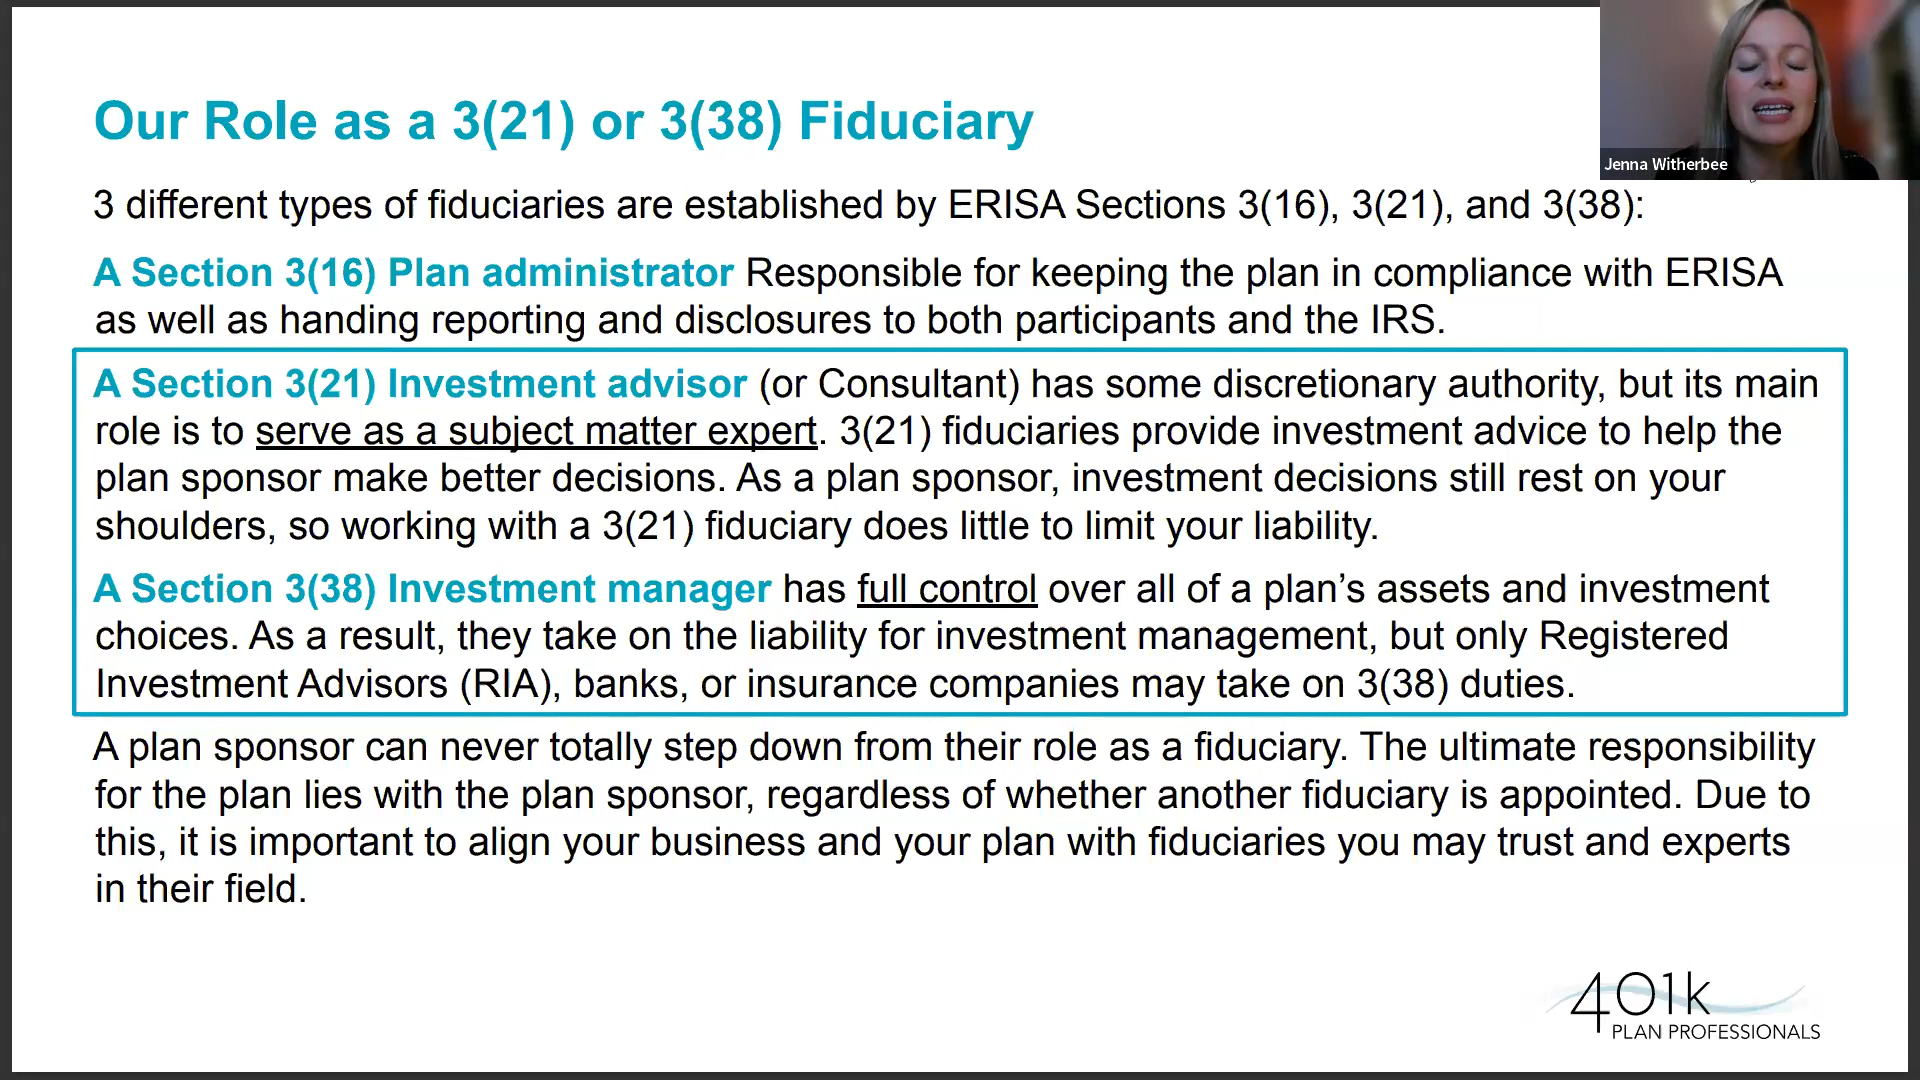 Our Role as a 3(21) or 3(38) Fiduciary
Jenna Witherbee
3 different types of fiduciaries are established by ERISA Sections 3(16), 3(21), and 3(38):
A Section 3(16) Plan administrator Responsible for keeping the plan in compliance with ERISA
as well as handing reporting and disclosures to both participants and the IRS.
A Section 3(21) Investment advisor (or Consultant) has some discretionary authority, but its main
role is to serve as a subject matter expert. 3(21) fiduciaries provide investment advice to help the
plan sponsor make better decisions. As a plan sponsor, investment decisions still rest on your
shoulders, so working with a 3(21) fiduciary does little to limit your liability.
A Section 3(38) Investment manager has full control over all of a plan’s assets and investment
choices. As a result, they take on the liability for investment management, but only Registered
Investment Advisors (RIA), banks, or insurance companies may take on 3(38) duties.
A plan sponsor can never totally step down from their role as a fiduciary. The ultimate responsibility
for the plan lies with the plan sponsor, regardless of whether another fiduciary is appointed. Due to
this, it is important to align your business and your plan with fiduciaries you may trust and experts
in their field.
401k
PLAN PROFESSIONALS